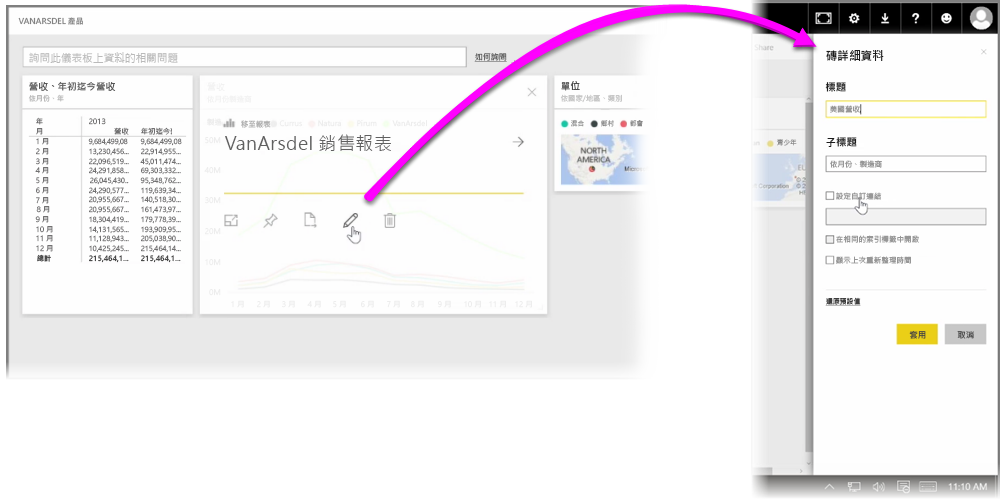 VANARSDEL 產品
詢問此儀表板上資料的相關問題
如何詢問
營收、年初迄今營收
依月份、年
年 2013
月 營收 年初迄今!
1 月 9,684,499,08 9,684,499,08
2 月 13,230,456... 22,914,955...
3 月 22,096,519... 45,011,474...
4 月 24,291,858... 69,303,332...
5 月 26,045,430.. 95,348,762...
6 月 24,290,577... 119,639,34...
7 月 20,955,667... 140,518,30...
8 月 20,955,667... 161,473,97...
9 月 18,304,419... 179,778,39...
10 月 14,131,565... 193,909,95...
11 月 11,128,943... 205,038,90...
12 月 10,425,245... 215,464,14...
總計 215,464,1... 215,464,1...
營收
移至報表
Natura Pirum VanArsdel
VanArsdel 銷售報表
50M
40M
30M
20M
10M
0M
1 月 2 月 3 月 4 月 5 月 6 月 7 月 8 月 9 月 10 月 11 月 12 月
單位
依國家/地區、類別
混合 鄉村 都會
NORTH
AMERICA
Share
青少年
Corporation
磚詳細資料
標題
美國營收
子標題
依月份、製造商
設定自訂連結
在相同的索引標籤中開啟
顯示上次重新整理時間
還原預設值
套用 取消
11:10 AM